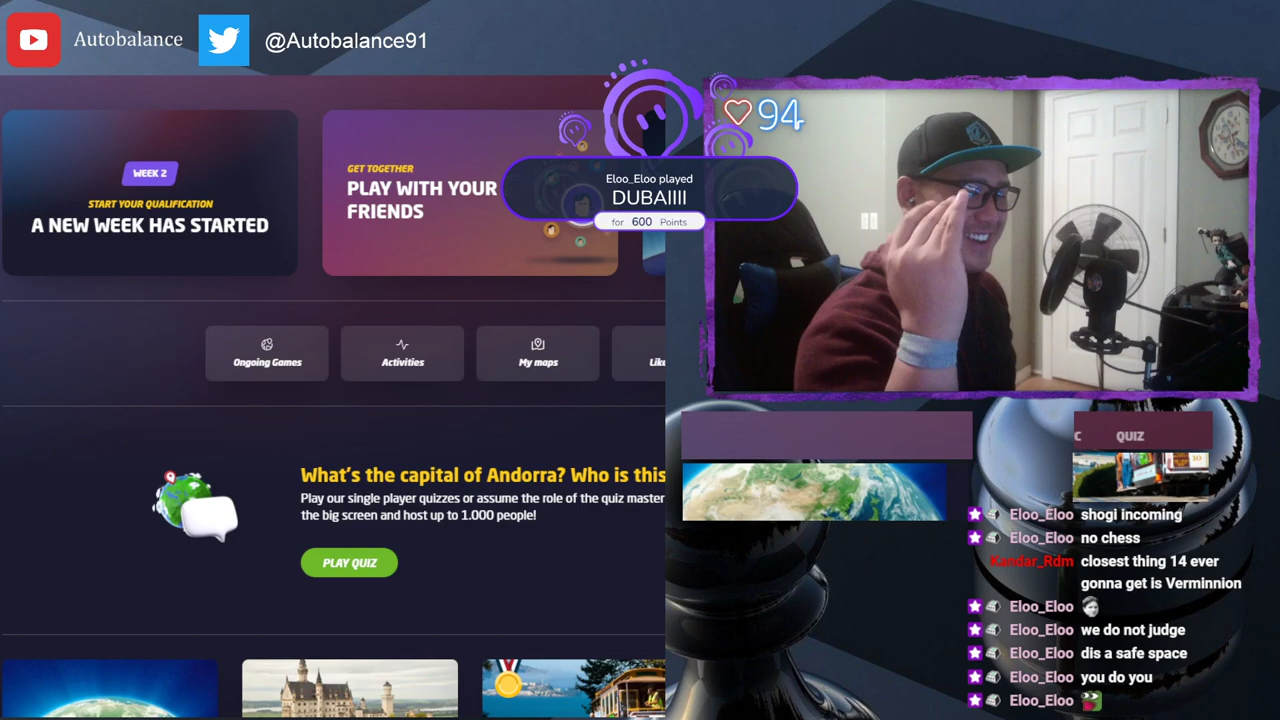 Autobalance
@Autobalance91
WEEK 2
START YOUR QUALIFICATION
A NEW WEEK HAS STARTED
GET TOGETHER
PLAY WITH YOUR
FRIENDS
Eloo_Eloo played
DUBAIIII
for 600 Points
94
Ongoing Games
Activities
My maps
Like
What's the capital of Andorra? Who is this
Play our single player quizzes or assume the role of the quiz master
the big screen and host up to 1.000 people!
PLAY QUIZ
C QUIZ
10
Eloo_Eloo shogi incoming
Eloo_Eloo no chess
Kandar_Rdm closest thing 14 ever
gonna get is Verminnion
Eloo_Eloo
Eloo_Eloo we do not judge
Eloo_Eloo dis a safe space
Eloo_Eloo you do you
Eloo_Eloo